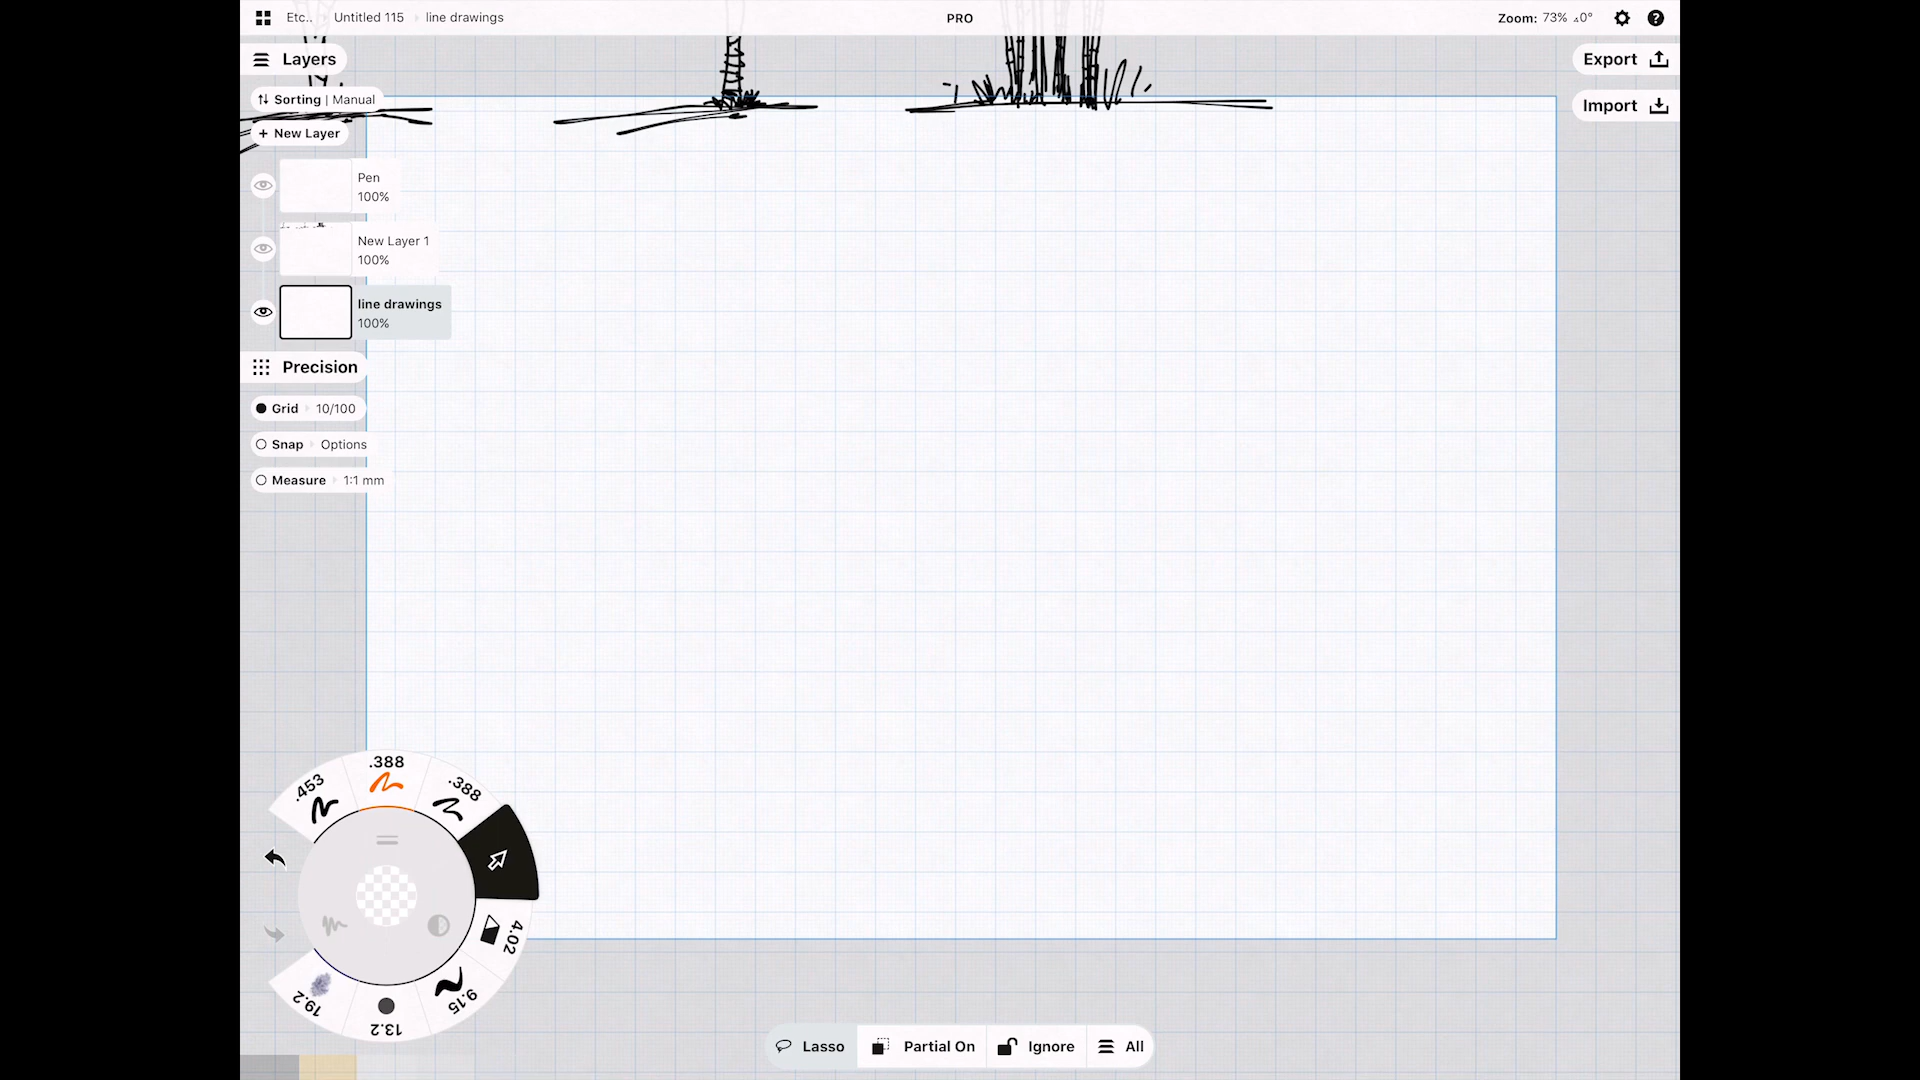 Etc.. Untitled 115 line drawings
PRO
Zoom: 73% 0°
Layers
Export
Sorting | Manual
Import
+ New Layer
Pen
100%
New Layer 1
100%
line drawings
100%
Precision
Grid 10/100
Snap Options
Measure 1:1 mm
.453
.388
.388
4.02
9.15
13.2
19.2
Lasso Partial On Ignore All